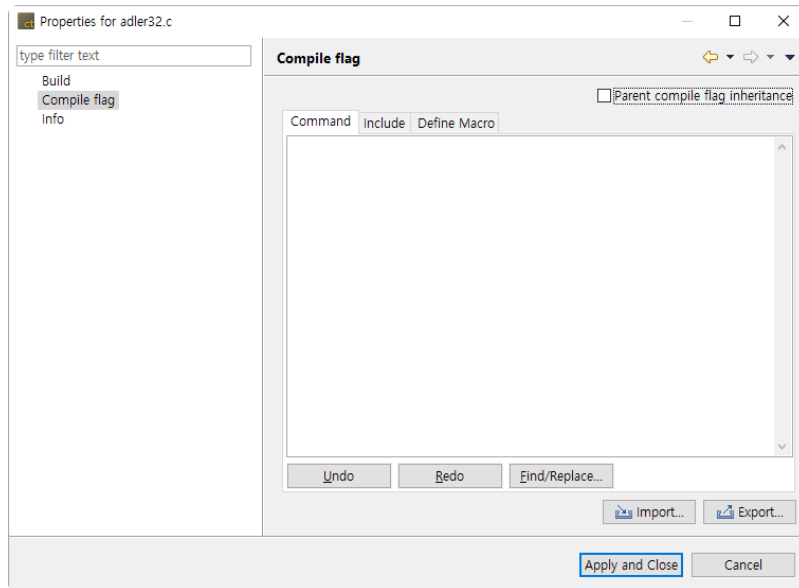 ct Properties for adler32.c
type filter text
Build
Compile flag
Info
Compile flag
Parent compile flag inheritance
Command Include Define Macro
Undo Redo Find/Replace...
Import... Export...
Apply and Close Cancel